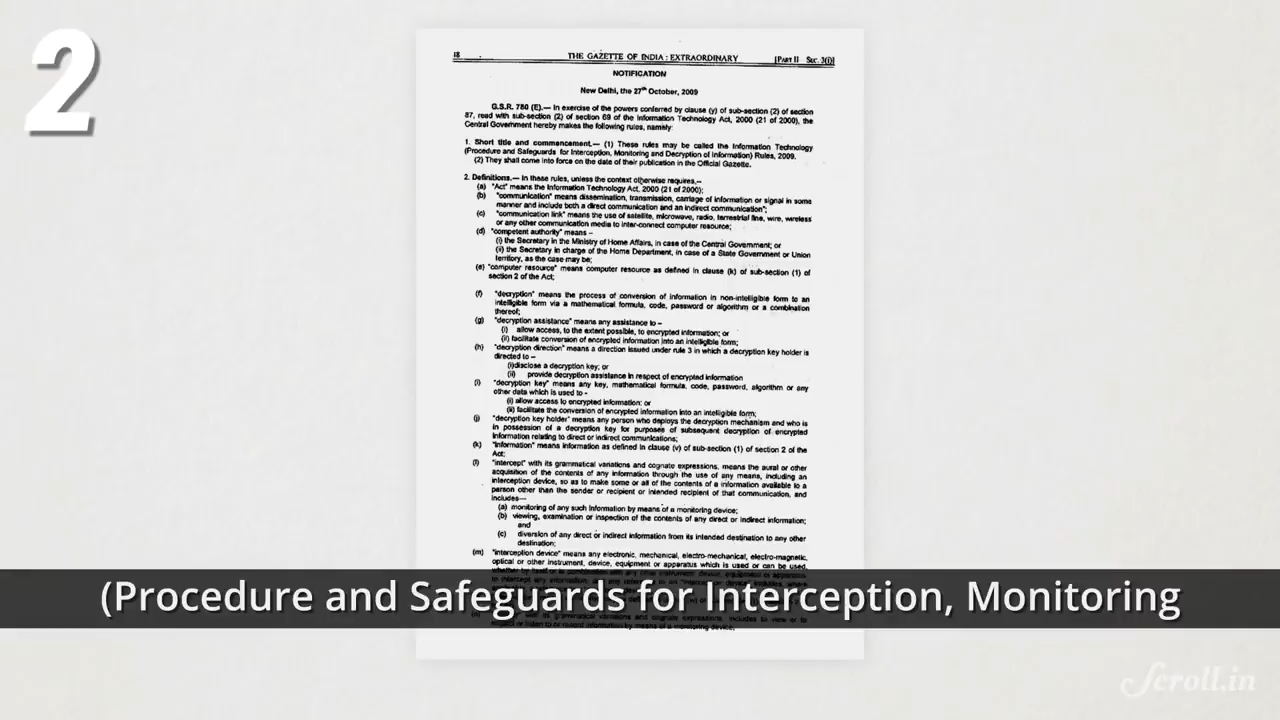 2
18
THE GAZETTE OF INDIA : EXTRAORDINARY
[PART II SEC. 3(i)]
NOTIFICATION
New Delhi, the 27th October, 2009
G.S.R. 780 (E).— In exercise of the powers conferred by clause (y) of sub-section (2) of section
87, read with sub-section (2) of section 69 of the Information Technology Act, 2000 (21 of 2000), the
Central Government hereby makes the following rules, namely:
1. Short title and commencement.— (1) These rules may be called the Information Technology
(Procedure and Safeguards for Interception, Monitoring and Decryption of Information) Rules, 2009.
(2) They shall come into force on the date of their publication in the Official Gazette.
2. Definitions.— In these rules, unless the context otherwise requires,–
(a) "Act" means the Information Technology Act, 2000 (21 of 2000);
(b) "communication" means dissemination, transmission, carriage of information or signal in some
manner and include both a direct communication and an indirect communication";
(c) "communication link" means the use of satellite, microwave, radio, terrestrial line, wire, wireless
or any other communication media to inter-connect computer resource;
(d) "competent authority" means –
(i) the Secretary in the Ministry of Home Affairs, in case of the Central Government; or
(ii) the Secretary in charge of the Home Department, in case of a State Government or Union
territory, as the case may be;
(e) "computer resource" means computer resource as defined in clause (k) of sub-section (1) of
section 2 of the Act;
(f) "decryption" means the process of conversion of information in non-intelligible form to an
intelligible form via a mathematical formula, code, password or algorithm or a combination
thereof;
(g) "decryption assistance" means any assistance to –
(i) allow access, to the extent possible, to encrypted information; or
(ii) facilitate conversion of encrypted information into an intelligible form;
(h) "decryption direction" means a direction issued under rule 3 in which a decryption key holder is
directed to –
(i)disclose a decryption key; or
(ii) provide decryption assistance in respect of encrypted information
(i) "decryption key" means any key, mathematical formula, code, password, algorithm or any
other data which is used to -
(i) allow access to encrypted information; or
(ii) facilitate the conversion of encrypted information into an intelligible form;
(j) "decryption key holder" means any person who deploys the decryption mechanism and who is
in possession of a decryption key for purposes of subsequent decryption of encrypted
information relating to direct or indirect communications;
(k) "information" means information as defined in clause (v) of sub-section (1) of section 2 of the
Act;
(l) "intercept" with its grammatical variations and cognate expressions, means the aural or other
acquisition of the contents of any information through the use of any means, including an
interception device, so as to make some or all of the contents of a information available to a
person other than the sender or recipient or intended recipient of that communication, and
includes—
(a) monitoring of any such information by means of a monitoring device;
(b) viewing, examination or inspection of the contents of any direct or indirect information;
and
(c) diversion of any direct or indirect information from its intended destination to any other
destination;
(m) "interception device" means any electronic, mechanical, electro-mechanical, electro-magnetic,
optical or other instrument, device, equipment or apparatus which is used or can be used,
(Procedure and Safeguards for Interception, Monitoring
Scroll.in